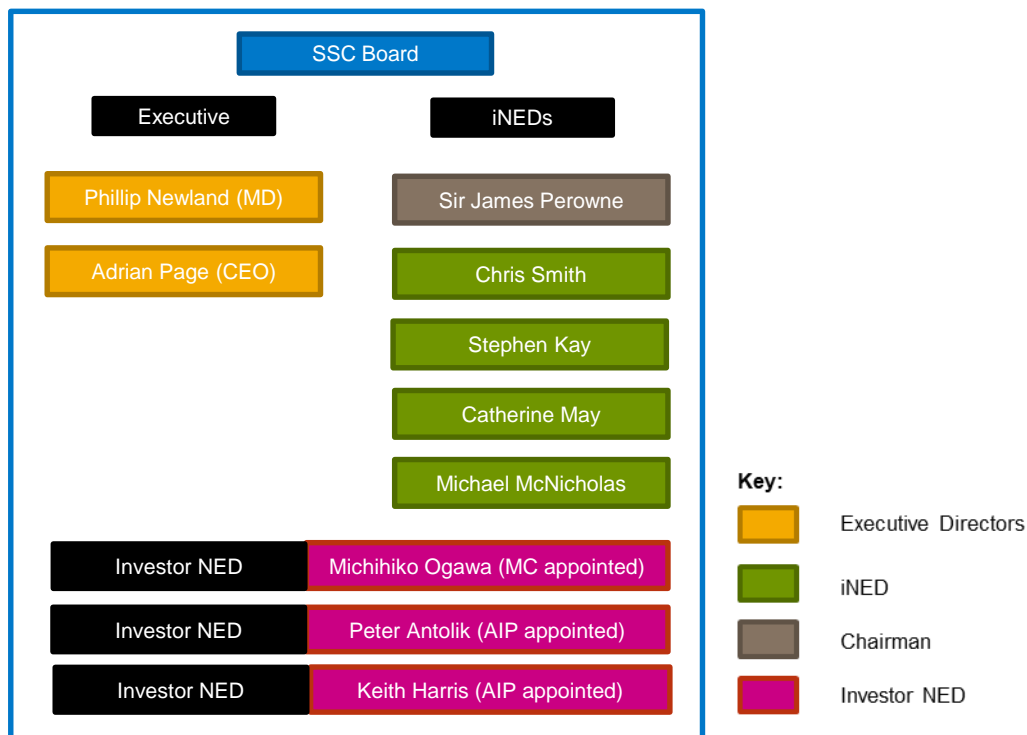 SSC Board
Executive
iNEDs
Phillip Newland (MD)
Sir James Perowne
Adrian Page (CEO)
Chris Smith
Stephen Kay
Catherine May
Michael McNicholas
Investor NED
Michihiko Ogawa (MC appointed)
Investor NED
Peter Antolik (AIP appointed)
Investor NED
Keith Harris (AIP appointed)
Key:
Executive Directors
iNED
Chairman
Investor NED